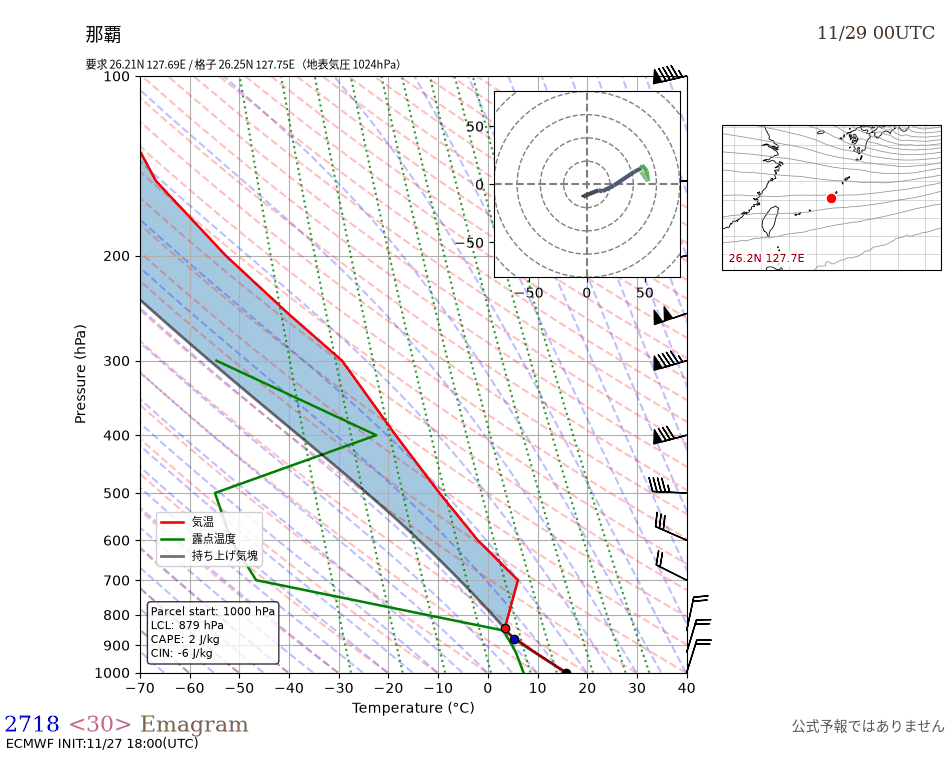 那覇
11/29 00UTC
要求 26.21N 127.69E / 格子 26.25N 127.75E（地表気圧 1024hPa）
100
200
300
400
500
600
700
800
900
1000
Pressure (hPa)
−70 −60 −50 −40 −30 −20 −10 0 10 20 30 40
Temperature (°C)
50
0
−50
−50 0 50
26.2N 127.7E
気温
露点温度
持ち上げ気塊
Parcel start: 1000 hPa
LCL: 879 hPa
CAPE: 2 J/kg
CIN: -6 J/kg
2718 <30> Emagram
公式予報ではありません
ECMWF INIT:11/27 18:00(UTC)